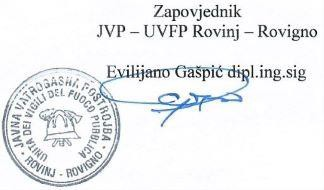 Zapovjednik
JVP – UVFP Rovinj – Rovigno
Evilijano Gašpić dipl.ing.sig
JAVNA VATROGASNA POSTROJBA
UNITÀ DEI VIGILI DEL FUOCO PUBBLICA
ROVINJ - ROVIGNO